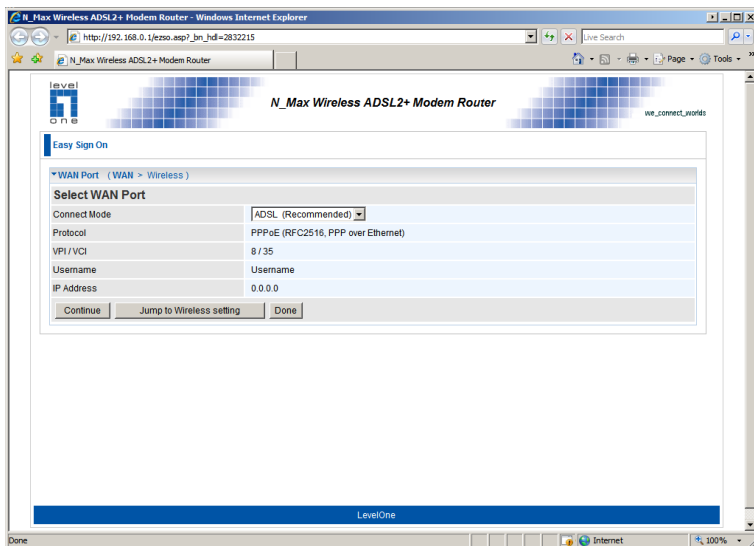 N_Max Wireless ADSL2+ Modem Router - Windows Internet Explorer
http://192.168.0.1/ezso.asp?_bn_hdl=2832215
Live Search
N_Max Wireless ADSL2+ Modem Router
Page
Tools
level
one
N_Max Wireless ADSL2+ Modem Router
we_connect_worlds
Easy Sign On
WAN Port ( WAN > Wireless )
Select WAN Port
Connect Mode ADSL (Recommended)
Protocol PPPoE (RFC2516, PPP over Ethernet)
VPI / VCI 8 / 35
Username Username
IP Address 0.0.0.0
Continue Jump to Wireless setting Done
LevelOne
Done Internet 100%